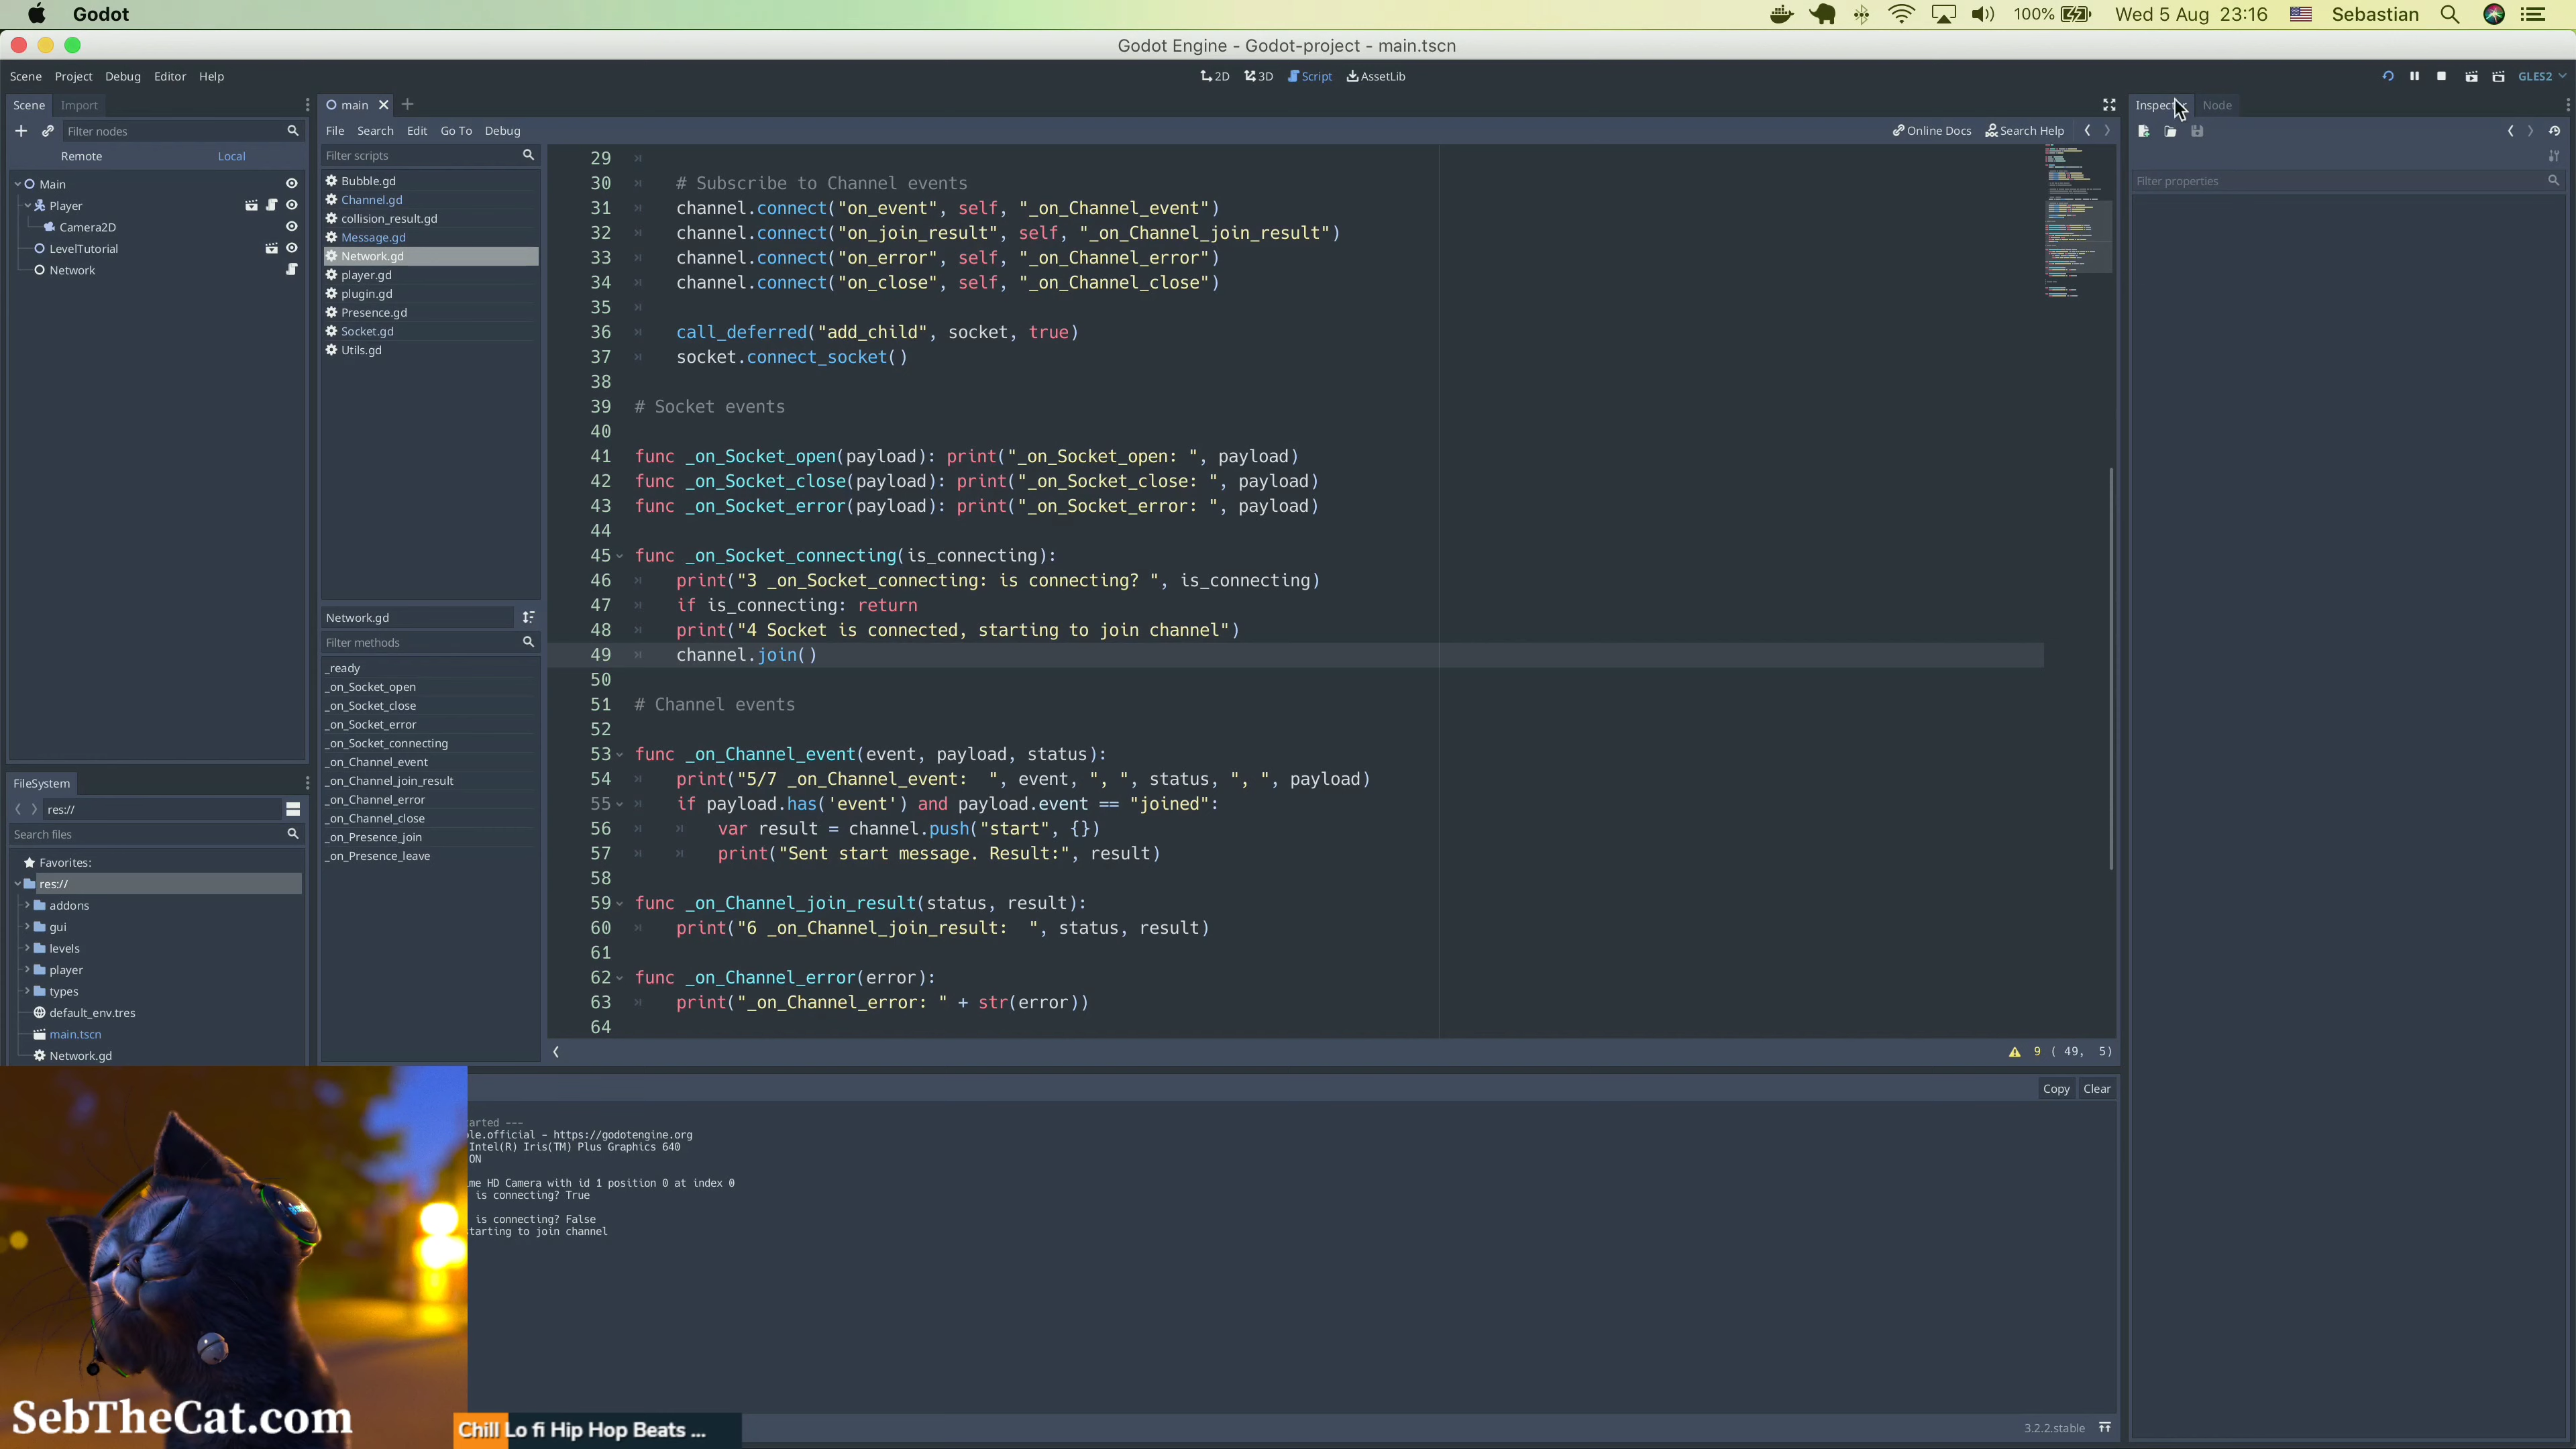 Godot
100%
Wed 5 Aug 23:16
Sebastian
Godot Engine - Godot-project - main.tscn
Scene Project Debug Editor Help
2D 3D Script AssetLib
GLES2
Scene Import
Filter nodes
Remote Local
Main
Player
Camera2D
LevelTutorial
Network
main
File Search Edit Go To Debug
Online Docs Search Help
Filter scripts
Bubble.gd
Channel.gd
collision_result.gd
Message.gd
Network.gd
player.gd
plugin.gd
Presence.gd
Socket.gd
Utils.gd
Network.gd
Filter methods
_ready
_on_Socket_open
_on_Socket_close
_on_Socket_error
_on_Socket_connecting
_on_Channel_event
_on_Channel_join_result
_on_Channel_error
_on_Channel_close
_on_Presence_join
_on_Presence_leave
29
30 # Subscribe to Channel events
31 channel.connect("on_event", self, "_on_Channel_event")
32 channel.connect("on_join_result", self, "_on_Channel_join_result")
33 channel.connect("on_error", self, "_on_Channel_error")
34 channel.connect("on_close", self, "_on_Channel_close")
35
36 call_deferred("add_child", socket, true)
37 socket.connect_socket()
38
39 # Socket events
40
41 func _on_Socket_open(payload): print("_on_Socket_open: ", payload)
42 func _on_Socket_close(payload): print("_on_Socket_close: ", payload)
43 func _on_Socket_error(payload): print("_on_Socket_error: ", payload)
44
45 func _on_Socket_connecting(is_connecting):
46 print("3 _on_Socket_connecting: is connecting? ", is_connecting)
47 if is_connecting: return
48 print("4 Socket is connected, starting to join channel")
49 channel.join()
50
51 # Channel events
52
53 func _on_Channel_event(event, payload, status):
54 print("5/7 _on_Channel_event:  ", event, ", ", status, ", ", payload)
55 if payload.has('event') and payload.event == "joined":
56 var result = channel.push("start", {})
57 print("Sent start message. Result:", result)
58
59 func _on_Channel_join_result(status, result):
60 print("6 _on_Channel_join_result:  ", status, result)
61
62 func _on_Channel_error(error):
63 print("_on_Channel_error: " + str(error))
64
9 ( 49, 5)
Inspector Node
Filter properties
FileSystem
res://
Search files
Favorites:
res://
addons
gui
levels
player
types
default_env.tres
main.tscn
Network.gd
Copy Clear
arted ---
le.official - https://godotengine.org
Intel(R) Iris(TM) Plus Graphics 640
ON
me HD Camera with id 1 position 0 at index 0
is connecting? True
is connecting? False
tarting to join channel
SebTheCat.com
Chill Lo fi Hip Hop Beats ...
3.2.2.stable